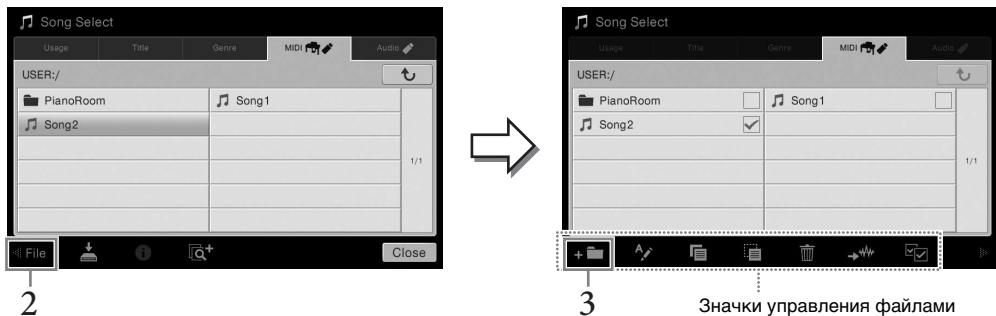 Song Select
Usage Title Genre MIDI Audio
USER:/
PianoRoom Song1
Song2
1/1
File Close
2
Song Select
Usage Title Genre MIDI Audio
USER:/
PianoRoom Song1
Song2
1/1
3
Значки управления файлами